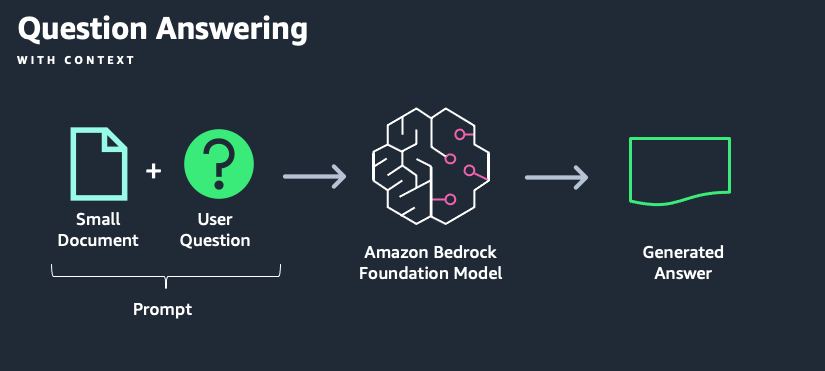 Question Answering
WITH CONTEXT
+
?
Small
Document
User
Question
Prompt
Amazon Bedrock
Foundation Model
Generated
Answer